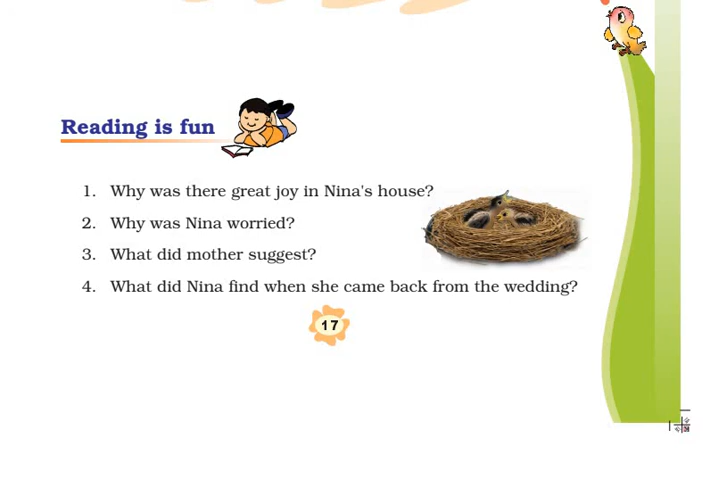 Reading is fun
1. Why was there great joy in Nina's house?
2. Why was Nina worried?
3. What did mother suggest?
4. What did Nina find when she came back from the wedding?
17